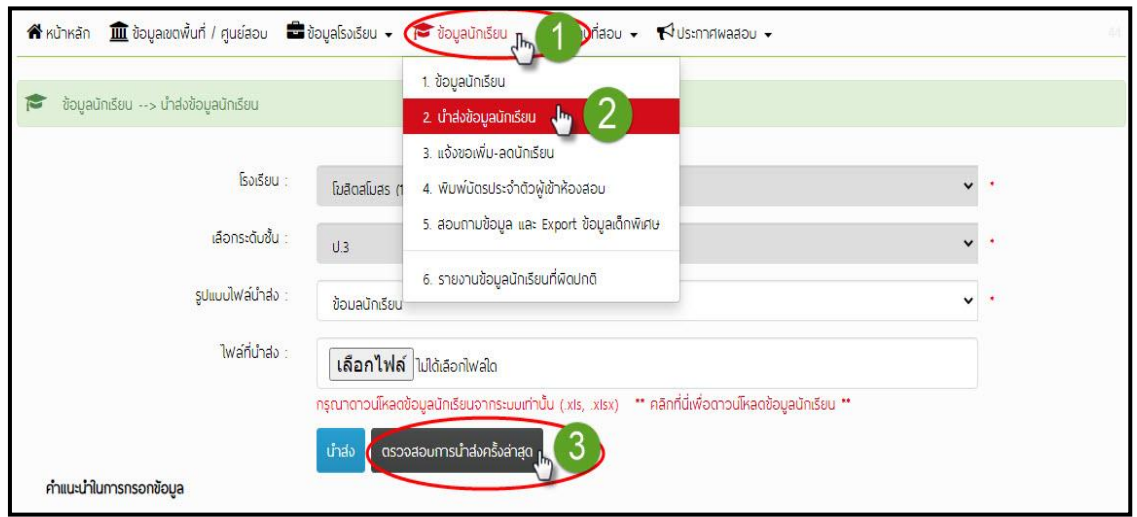 หน้าหลัก ข้อมูลเขตพื้นที่ / ศูนย์สอบ ข้อมูลโรงเรียน ข้อมูลนักเรียน 1 ที่สอบ ประกาศผลสอบ
1. ข้อมูลนักเรียน
ข้อมูลนักเรียน --> นำส่งข้อมูลนักเรียน
2. นำส่งข้อมูลนักเรียน 2
3. แจ้งขอเพิ่ม-ลดนักเรียน
โรงเรียน :
4. พิมพ์บัตรประจำตัวผู้เข้าห้องสอบ
*
5. สอบถามข้อมูล และ Export ข้อมูลเด็กพิเศษ
เลือกระดับชั้น : ป.3 *
6. รายงานข้อมูลนักเรียนที่ผิดปกติ
รูปแบบไฟล์นำส่ง : ข้อมูลนักเรียน *
ไฟล์ที่นำส่ง : เลือกไฟล์ ไม่ได้เลือกไฟล์ใด
กรุณาดาวน์โหลดข้อมูลนักเรียนจากระบบเท่านั้น (.xls, .xlsx) ** คลิกที่นี่เพื่อดาวน์โหลดข้อมูลนักเรียน **
นำส่ง ตรวจสอบการนำส่งครั้งล่าสุด 3
คำแนะนำในการกรอกข้อมูล